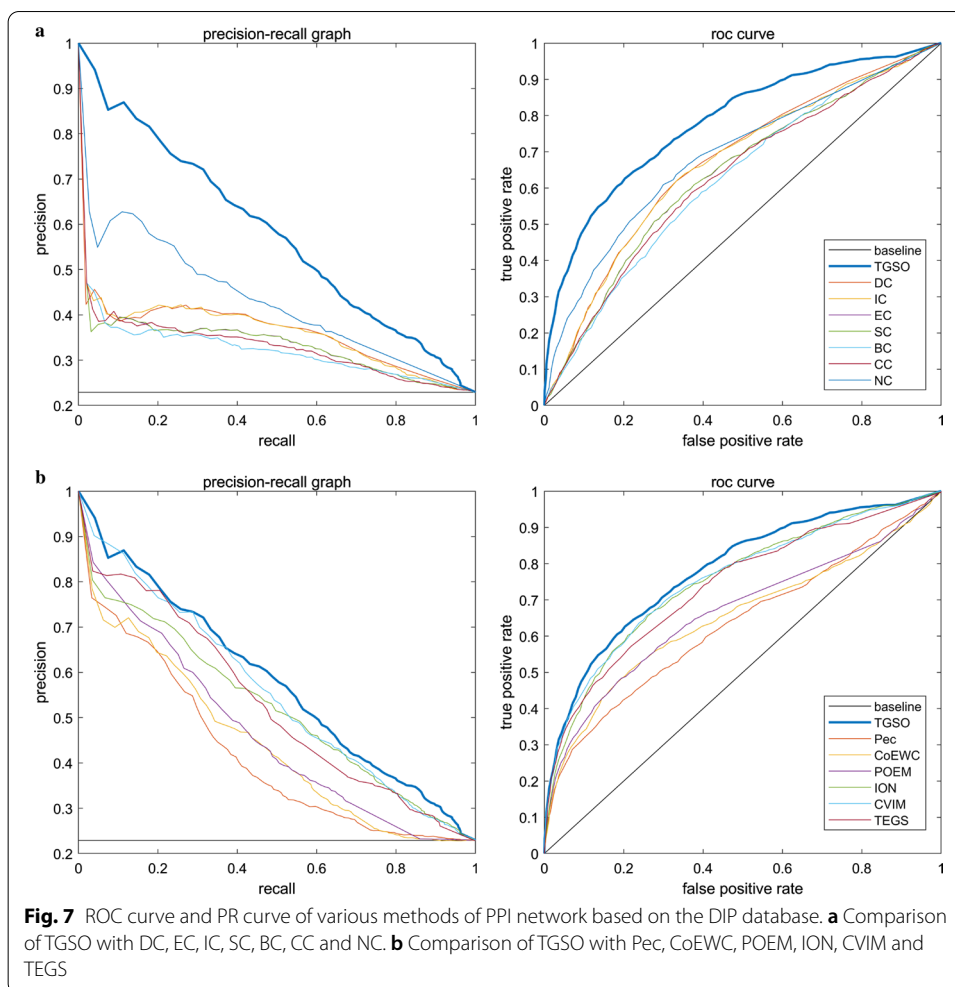 a
precision-recall graph
1
0.9
0.8
0.7
0.6
0.5
0.4
0.3
0.2
precision
0 0.2 0.4 0.6 0.8 1
recall
roc curve
1
0.9
0.8
0.7
0.6
0.5
0.4
0.3
0.2
0.1
0
true positive rate
0 0.2 0.4 0.6 0.8 1
false positive rate
baseline
TGSO
DC
IC
EC
SC
BC
CC
NC
b
precision-recall graph
1
0.9
0.8
0.7
0.6
0.5
0.4
0.3
0.2
precision
0 0.2 0.4 0.6 0.8 1
recall
roc curve
1
0.9
0.8
0.7
0.6
0.5
0.4
0.3
0.2
0.1
0
true positive rate
0 0.2 0.4 0.6 0.8 1
false positive rate
baseline
TGSO
Pec
CoEWC
POEM
ION
CVIM
TEGS
Fig. 7 ROC curve and PR curve of various methods of PPI network based on the DIP database. a Comparison
of TGSO with DC, EC, IC, SC, BC, CC and NC. b Comparison of TGSO with Pec, CoEWC, POEM, ION, CVIM and
TEGS